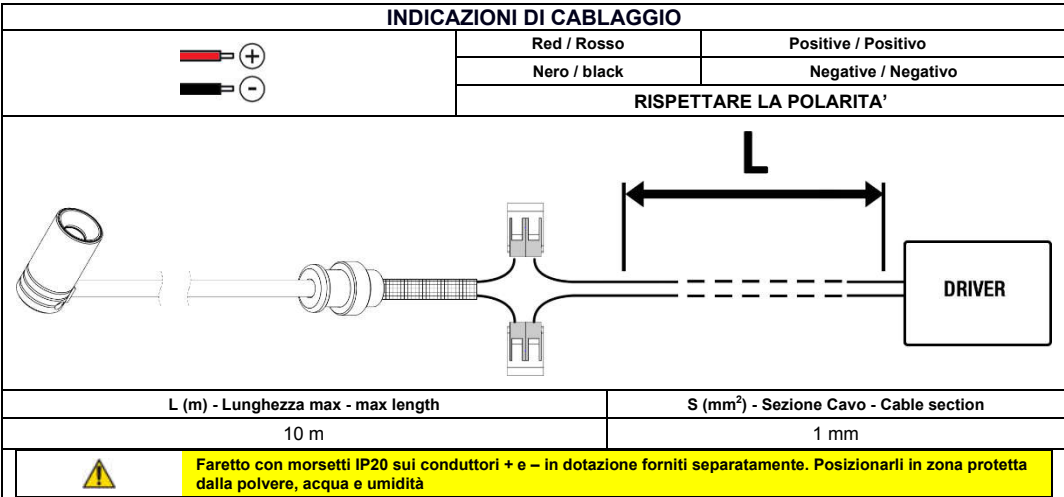 INDICAZIONI DI CABLAGGIO
+
Red / Rosso Positive / Positivo
-
Nero / black Negative / Negativo
RISPETTARE LA POLARITA’
L
DRIVER
L (m) - Lunghezza max - max length S (mm²) - Sezione Cavo - Cable section
10 m 1 mm
Faretto con morsetti IP20 sui conduttori + e – in dotazione forniti separatamente. Posizionarli in zona protetta
dalla polvere, acqua e umidità